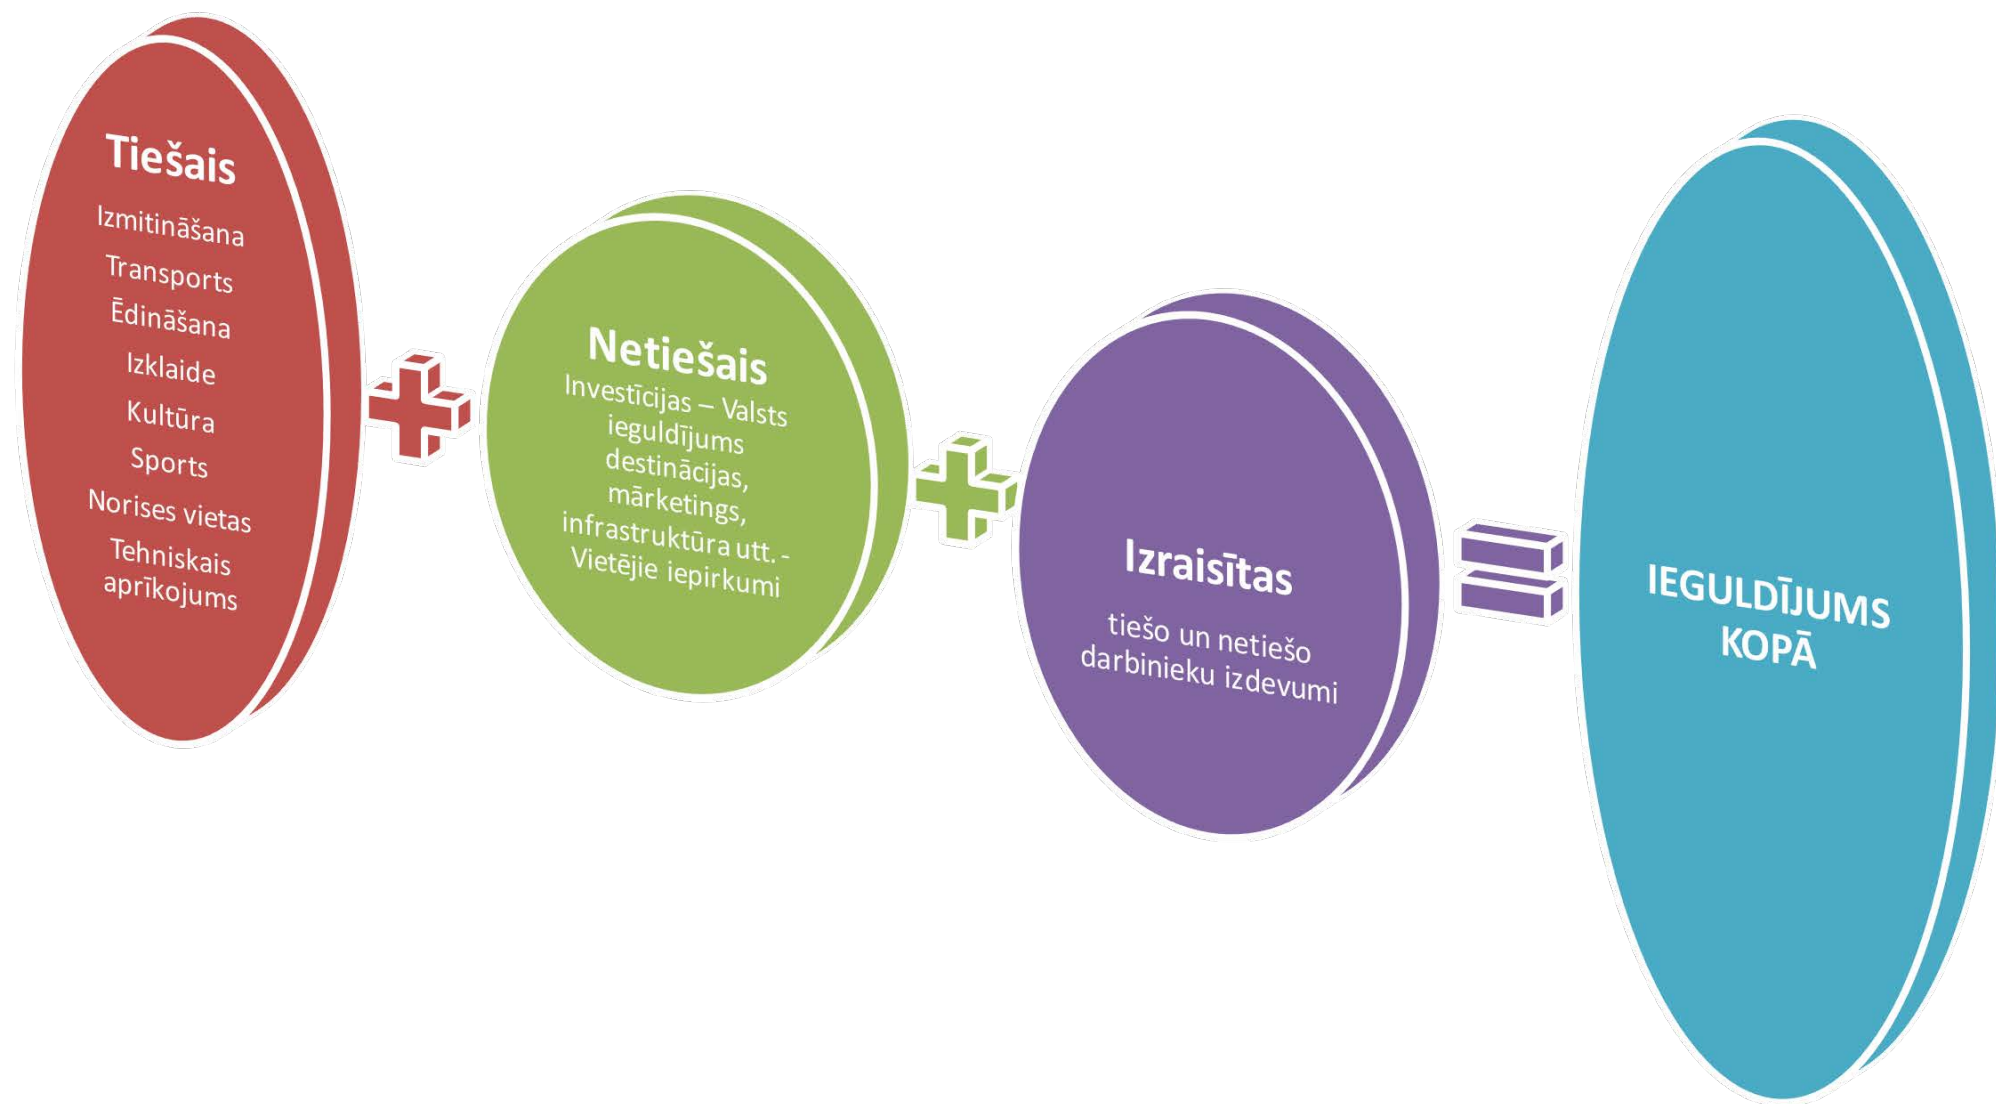 Tiešais
Izmitināšana
Transports
Ēdināšana
Izklaide
Kultūra
Sports
Norises vietas
Tehniskais
aprīkojums
Netiešais
Investīcijas – Valsts
ieguldījums
destinācijas,
mārketings,
infrastruktūra utt. -
Vietējie iepirkumi
Izraisītas
tiešo un netiešo
darbinieku izdevumi
IEGULDĪJUMS
KOPĀ